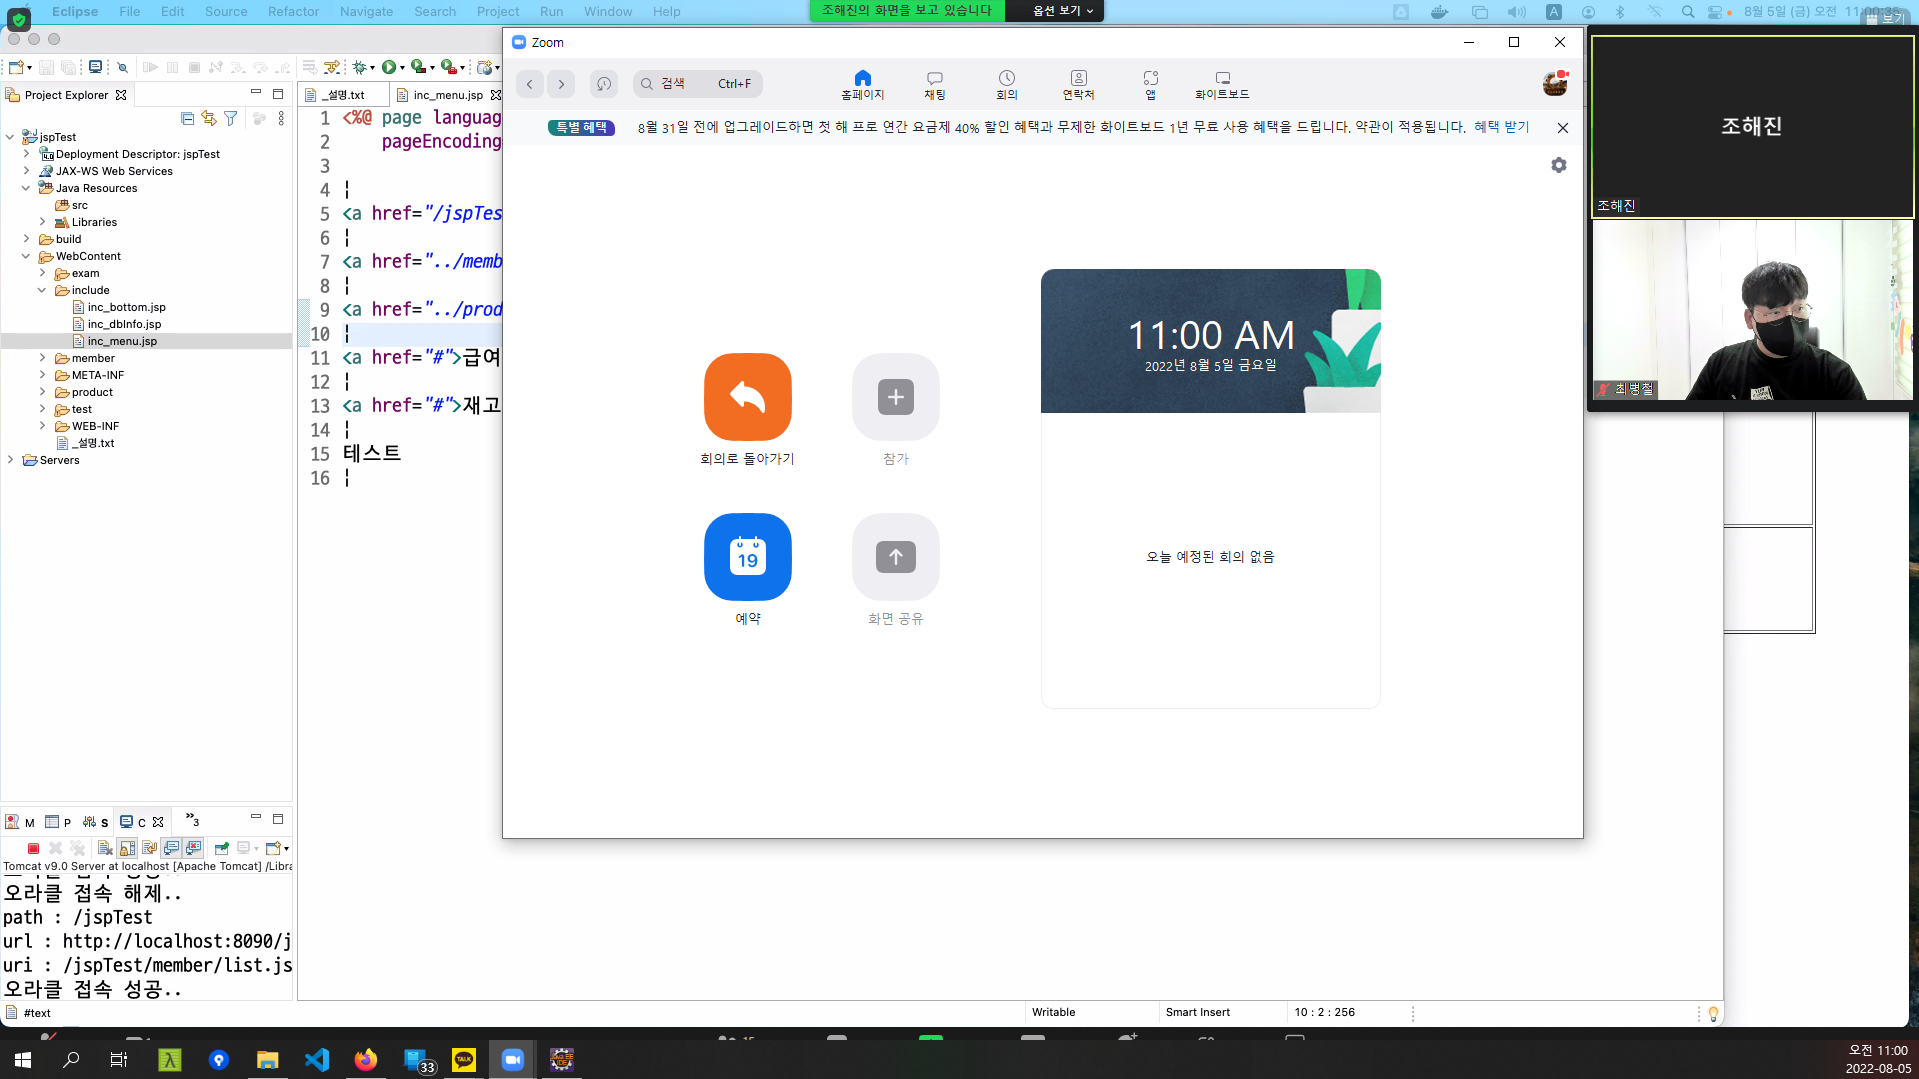 Eclipse File Edit Source Refactor Navigate Search Project Run Window Help
조해진의 화면을 보고 있습니다
옵션 보기
8월 5일 (금) 오전 11:00:35
보기
Project Explorer
jspTest
Deployment Descriptor: jspTest
JAX-WS Web Services
Java Resources
src
Libraries
build
WebContent
exam
include
inc_bottom.jsp
inc_dbInfo.jsp
inc_menu.jsp
member
META-INF
product
test
WEB-INF
_설명.txt
Servers
_설명.txt
inc_menu.jsp
1 <%@ page languag
2 pageEncoding
3
4 ¦
5 <a href="/jspTes
6 ¦
7 <a href="../memb
8 ¦
9 <a href="../prod
10 ¦
11 <a href="#">급여
12 ¦
13 <a href="#">재고
14 ¦
15 테스트
16 ¦
Zoom
검색 Ctrl+F
홈페이지
채팅
회의
연락처
앱
화이트보드
특별 혜택
8월 31일 전에 업그레이드하면 첫 해 프로 연간 요금제 40% 할인 혜택과 무제한 화이트보드 1년 무료 사용 혜택을 드립니다. 약관이 적용됩니다. 혜택 받기
회의로 돌아가기
참가
19
예약
화면 공유
11:00 AM
2022년 8월 5일 금요일
오늘 예정된 회의 없음
조해진
조해진
최병철
M P S C »3
Tomcat v9.0 Server at localhost [Apache Tomcat] /Libra
오라클 접속 해제..
path : /jspTest
url : http://localhost:8090/j
uri : /jspTest/member/list.js
오라클 접속 성공..
#text
Writable
Smart Insert
10 : 2 : 256
33
TALK
오전 11:00
2022-08-05